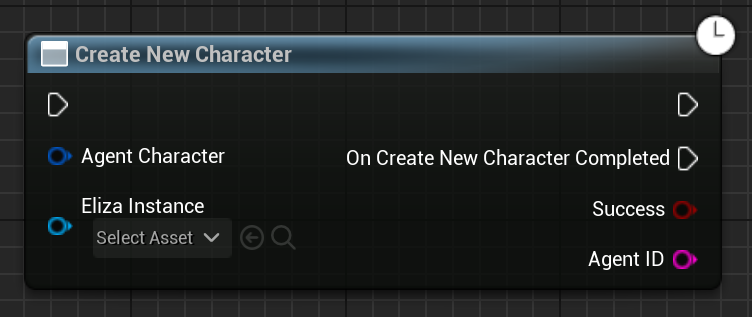 Create New Character
Agent Character
On Create New Character Completed
Eliza Instance
Select Asset
Success
Agent ID